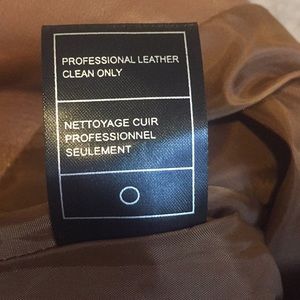 PROFESSIONAL LEATHER
CLEAN ONLY
NETTOYAGE CUIR
PROFESSIONNEL
SEULEMENT